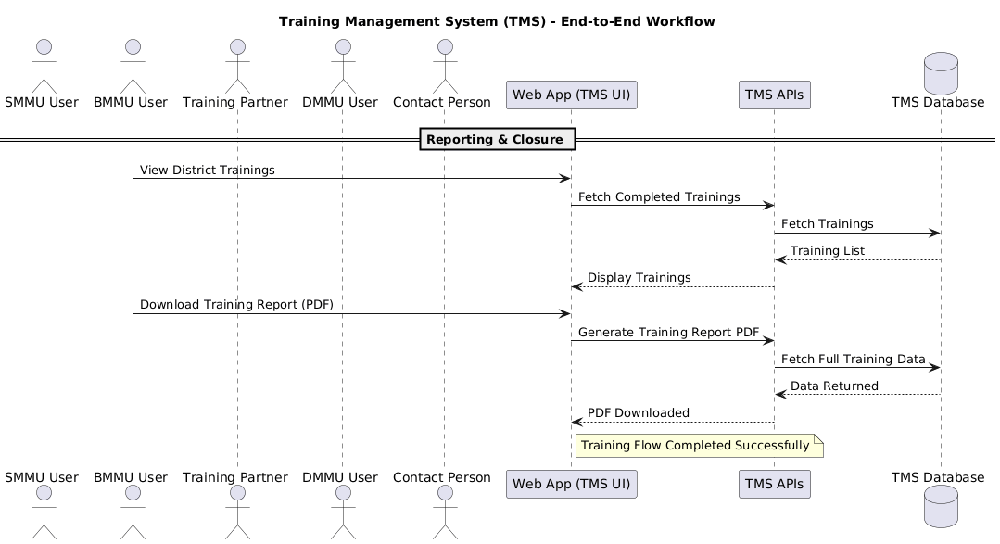 Training Management System (TMS) - End-to-End Workflow
SMMU User BMMU User Training Partner DMMU User Contact Person Web App (TMS UI) TMS APIs TMS Database
Reporting & Closure
View District Trainings
Fetch Completed Trainings
Fetch Trainings
Training List
Display Trainings
Download Training Report (PDF)
Generate Training Report PDF
Fetch Full Training Data
Data Returned
PDF Downloaded
Training Flow Completed Successfully
SMMU User BMMU User Training Partner DMMU User Contact Person Web App (TMS UI) TMS APIs TMS Database